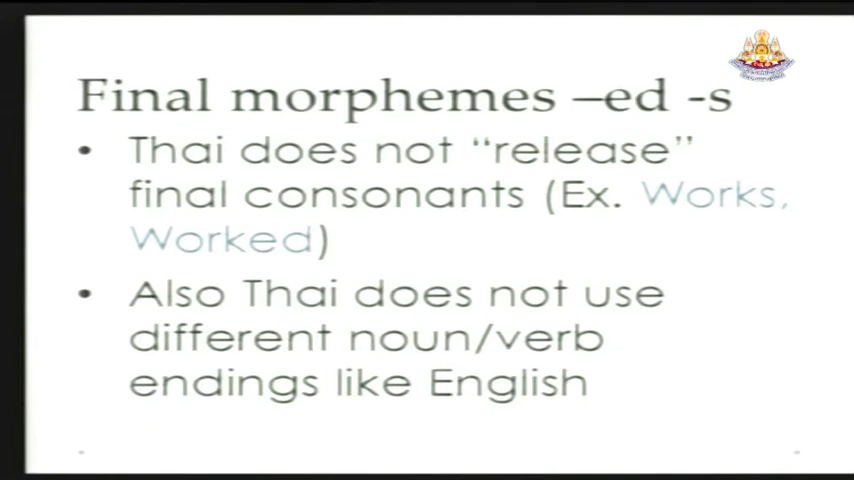 Final morphemes –ed -s
• Thai does not “release”
final consonants (Ex. Works,
Worked)
• Also Thai does not use
different noun/verb
endings like English